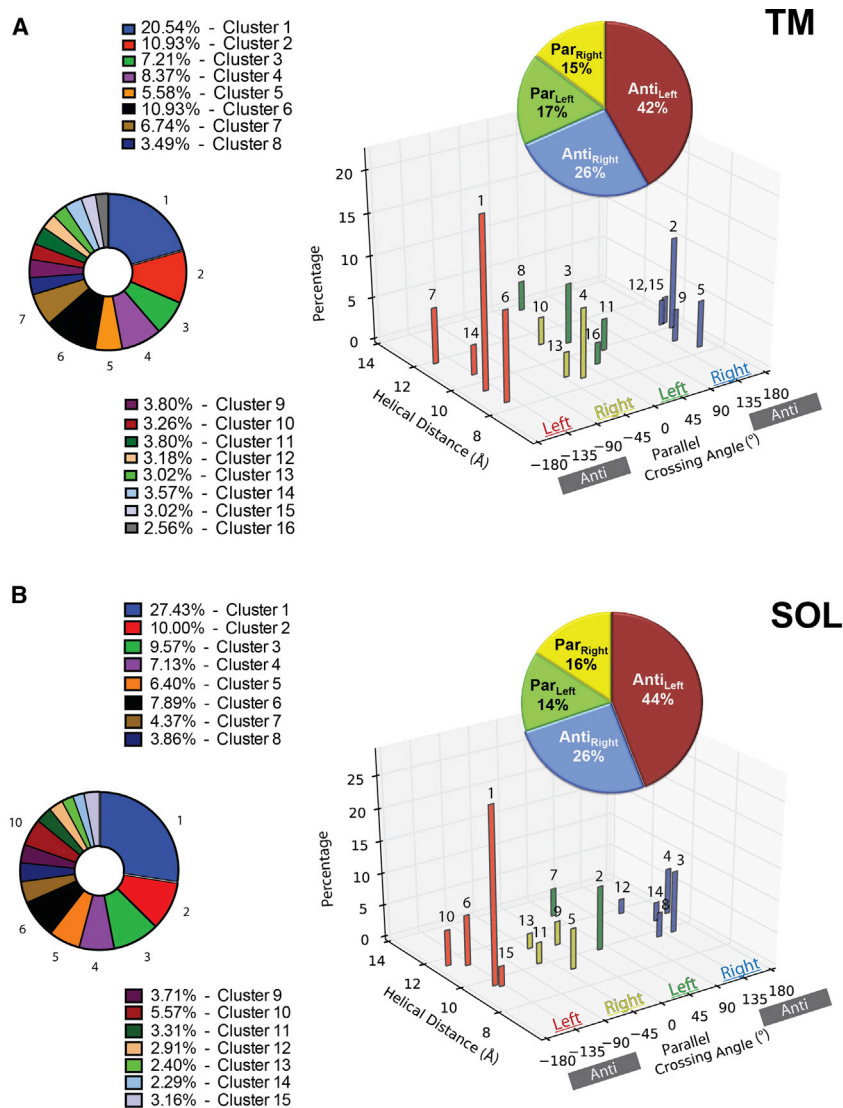 A
TM
20.54% - Cluster 1
10.93% - Cluster 2
7.21% - Cluster 3
8.37% - Cluster 4
5.58% - Cluster 5
10.93% - Cluster 6
6.74% - Cluster 7
3.49% - Cluster 8
1
2
3
4
5
6
7
3.80% - Cluster 9
3.26% - Cluster 10
3.80% - Cluster 11
3.18% - Cluster 12
3.02% - Cluster 13
3.57% - Cluster 14
3.02% - Cluster 15
2.56% - Cluster 16
ParRight
15%
AntiLeft
42%
ParLeft
17%
AntiRight
26%
20
15
10
5
0
Percentage
1
2
8
3
7
6
10
4
11
12,15
9
5
14
13
16
14
12
10
8
Helical Distance (Å)
Left
Right
Left
Right
−180
−135
−90
−45
0
45
90
135
180
Anti
Parallel
Anti
Crossing Angle (°)
B
SOL
27.43% - Cluster 1
10.00% - Cluster 2
9.57% - Cluster 3
7.13% - Cluster 4
6.40% - Cluster 5
7.89% - Cluster 6
4.37% - Cluster 7
3.86% - Cluster 8
10
1
2
3
4
5
6
3.71% - Cluster 9
5.57% - Cluster 10
3.31% - Cluster 11
2.91% - Cluster 12
2.40% - Cluster 13
2.29% - Cluster 14
3.16% - Cluster 15
ParRight
16%
AntiLeft
44%
ParLeft
14%
AntiRight
26%
25
20
15
10
5
0
Percentage
1
4
3
7
2
12
14
8
10
6
13
11
9
5
15
14
12
10
8
Helical Distance (Å)
Left
Right
Left
Right
−180
−135
−90
−45
0
45
90
135
180
Anti
Parallel
Anti
Crossing Angle (°)